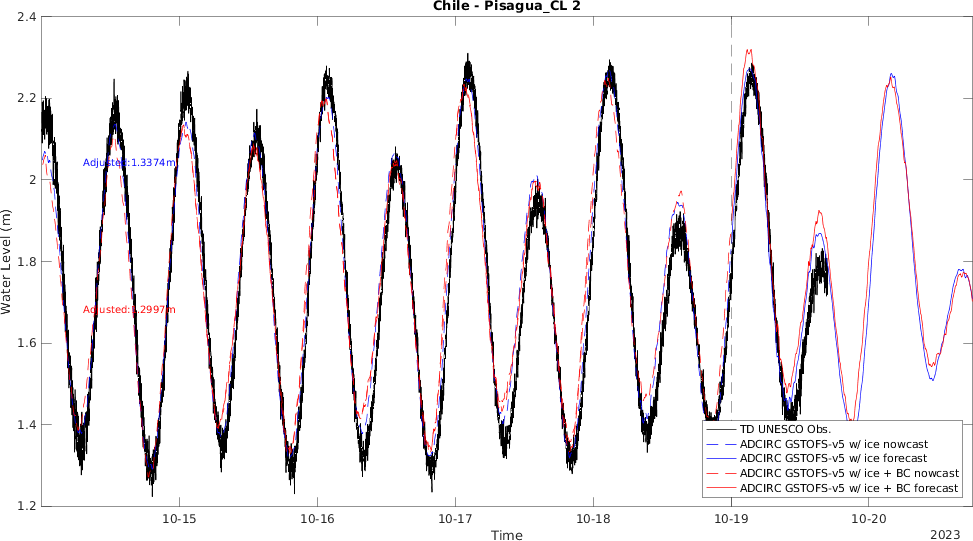 Chile - Pisagua_CL 2
Water Level (m)
2.4
2.2
2
1.8
1.6
1.4
1.2
Adjusted:1.3374m
Adjusted:1.2997m
TD UNESCO Obs.
ADCIRC GSTOFS-v5 w/ ice nowcast
ADCIRC GSTOFS-v5 w/ ice forecast
ADCIRC GSTOFS-v5 w/ ice + BC nowcast
ADCIRC GSTOFS-v5 w/ ice + BC forecast
10-15 10-16 10-17 10-18 10-19 10-20
Time
2023